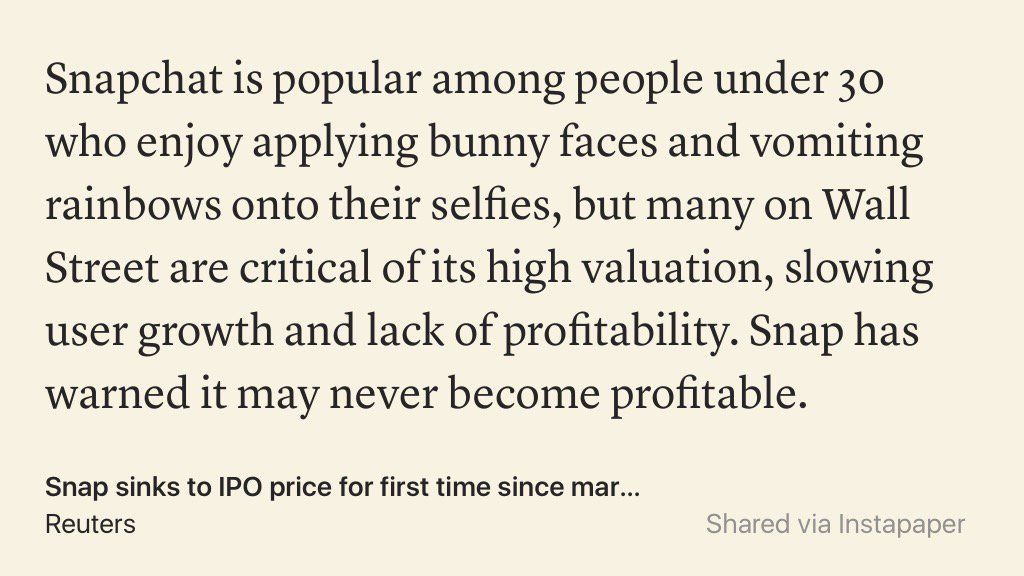 Snapchat is popular among people under 30
who enjoy applying bunny faces and vomiting
rainbows onto their selfies, but many on Wall
Street are critical of its high valuation, slowing
user growth and lack of profitability. Snap has
warned it may never become profitable.
Snap sinks to IPO price for first time since mar...
Reuters
Shared via Instapaper